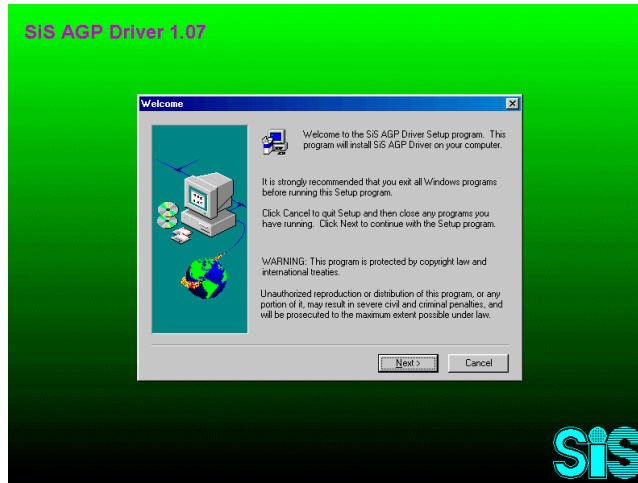 SiS AGP Driver 1.07
Welcome
Welcome to the SiS AGP Driver Setup program. This
program will install SiS AGP Driver on your computer.
It is strongly recommended that you exit all Windows programs
before running this Setup program.
Click Cancel to quit Setup and then close any programs you
have running. Click Next to continue with the Setup program.
WARNING: This program is protected by copyright law and
international treaties.
Unauthorized reproduction or distribution of this program, or any
portion of it, may result in severe civil and criminal penalties, and
will be prosecuted to the maximum extent possible under law.
Next >
Cancel
SiS